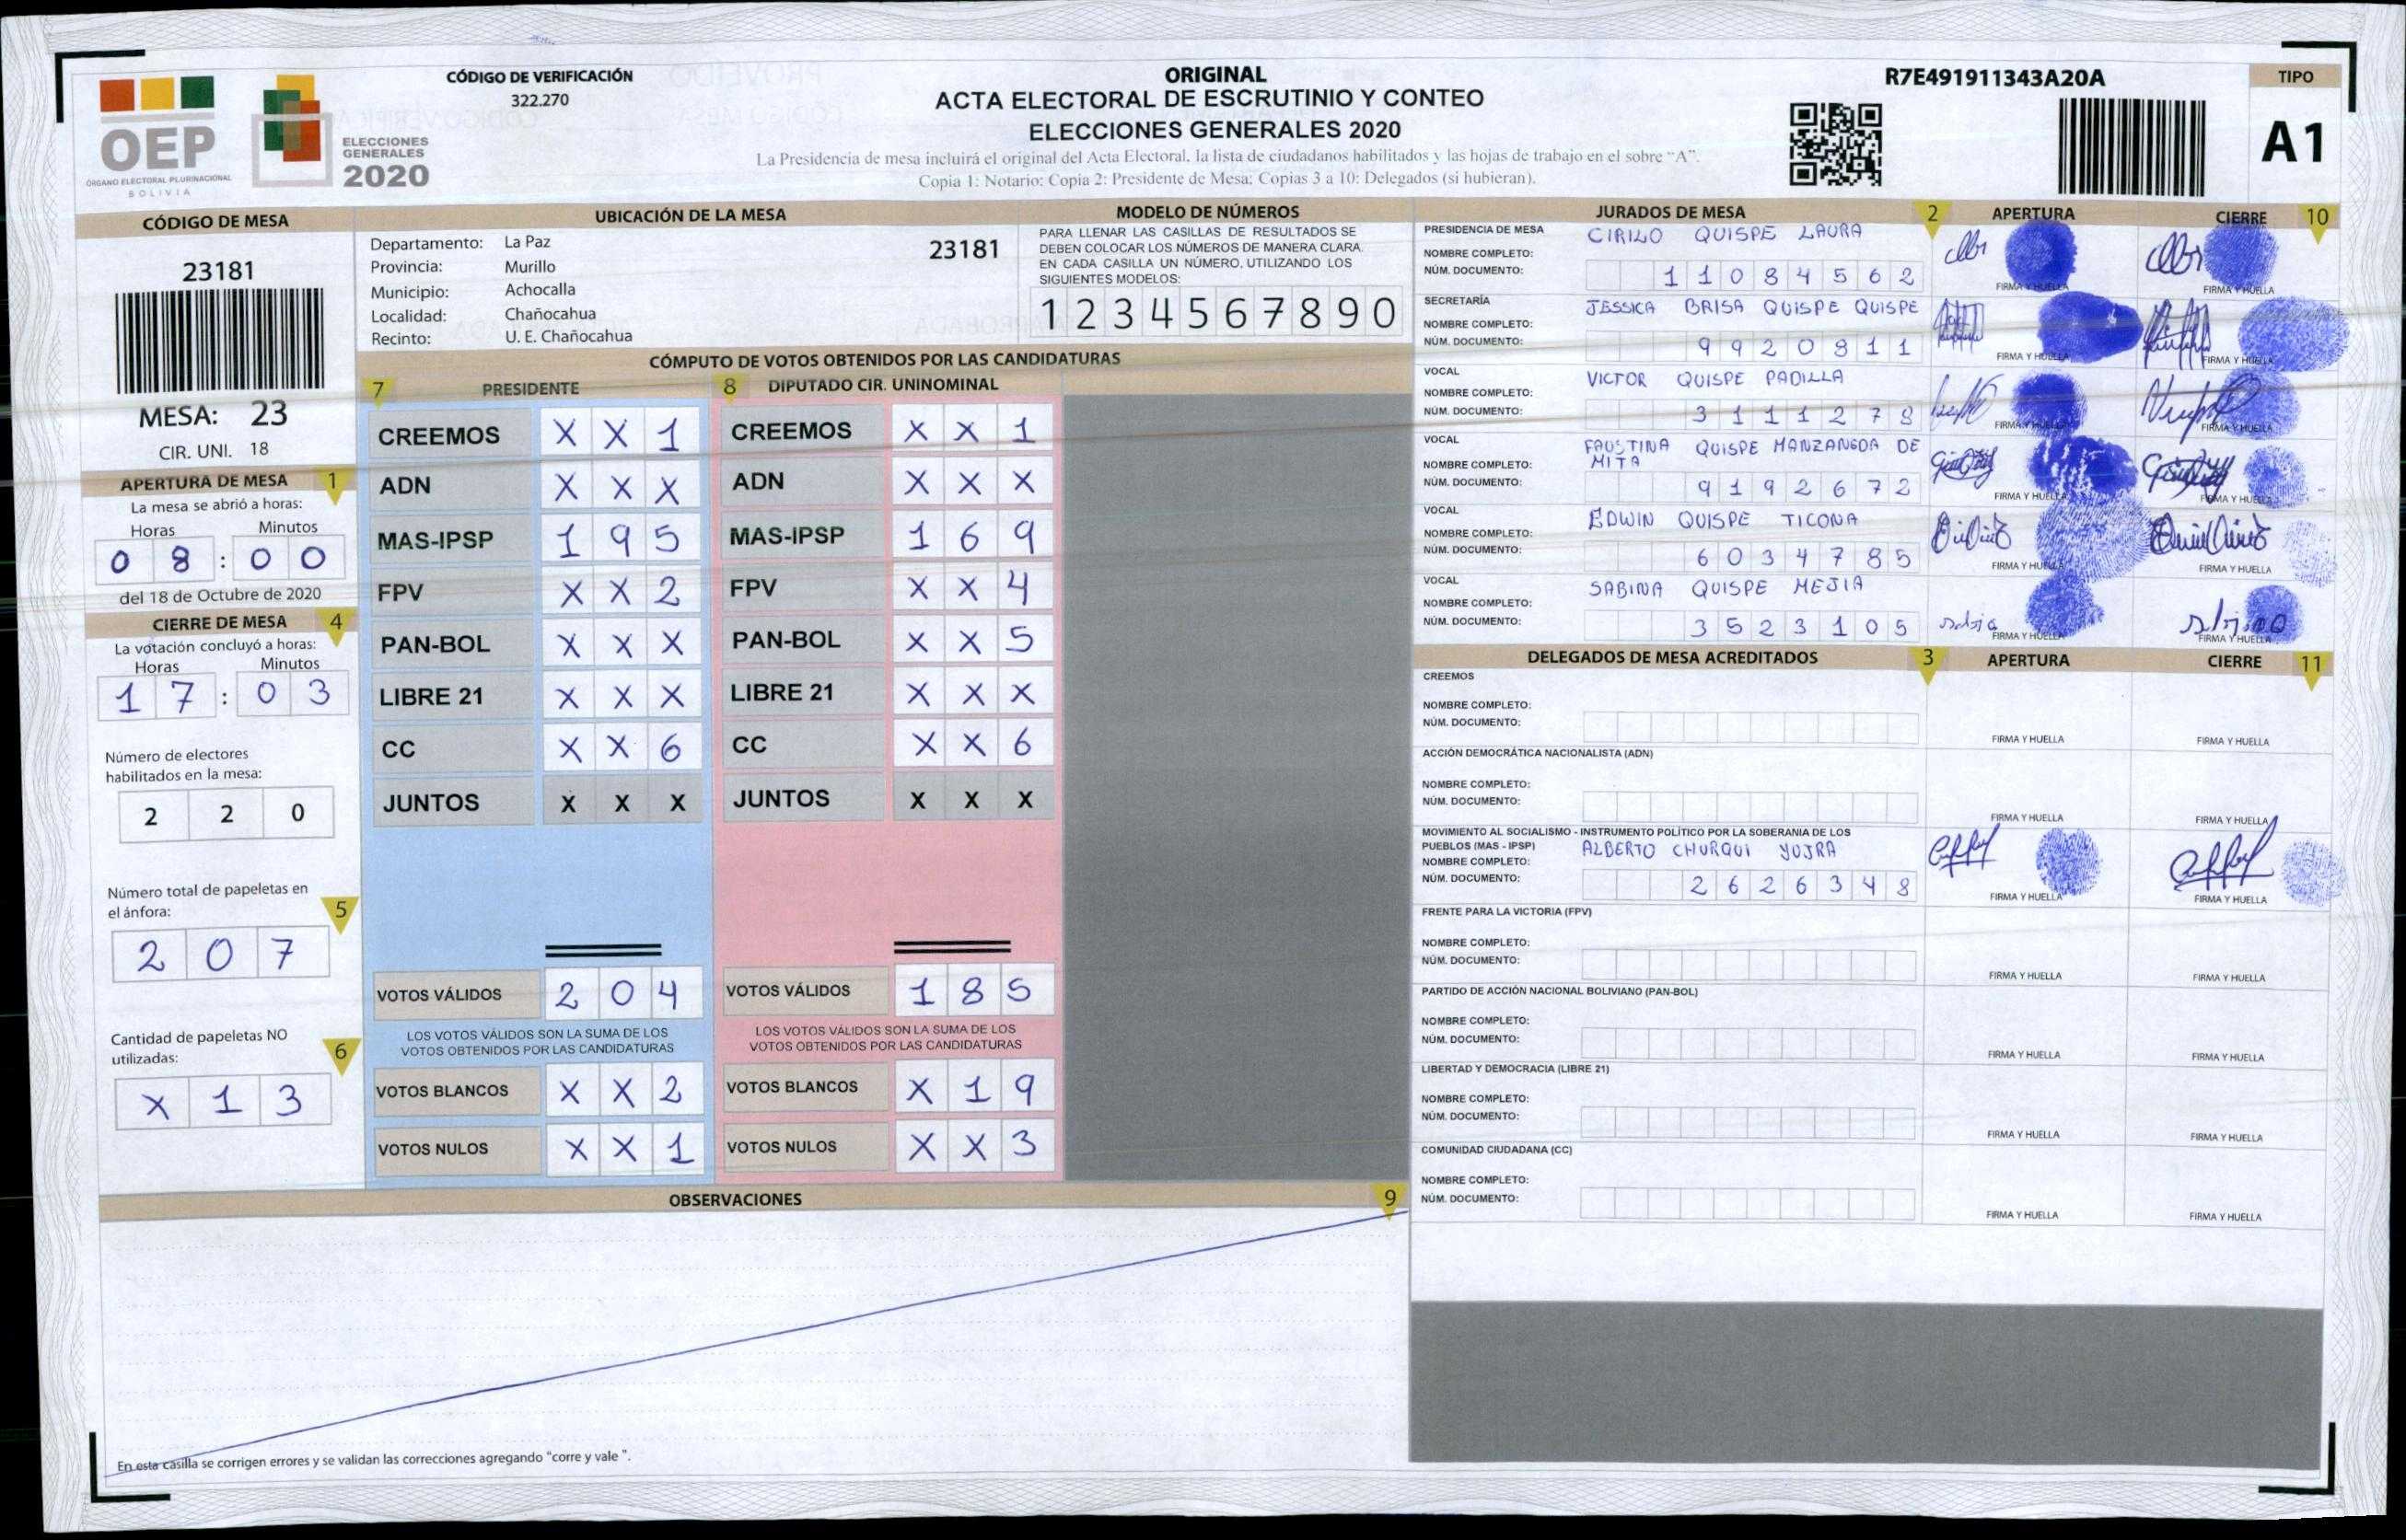 CÓDIGO DE VERIFICACIÓN
322.270
ORIGINAL
ACTA ELECTORAL DE ESCRUTINIO Y CONTEO
ELECCIONES GENERALES 2020
La Presidencia de mesa incluirá el original del Acta Electoral, la lista de ciudadanos habilitados y las hojas de trabajo en el sobre “A”.
Copia 1: Notario; Copia 2: Presidente de Mesa; Copias 3 a 10: Delegados (si hubieran).
R7E491911343A20A
TIPO
A1
OEP
ÓRGANO ELECTORAL PLURINACIONAL
BOLIVIA
ELECCIONES
GENERALES
2020
CÓDIGO DE MESA
23181
MESA: 23
CIR. UNI. 18
APERTURA DE MESA 1
La mesa se abrió a horas:
Horas Minutos
0 8 : 0 0
del 18 de Octubre de 2020
CIERRE DE MESA 4
La votación concluyó a horas:
Horas Minutos
1 7 : 0 3
Número de electores
habilitados en la mesa:
2 2 0
Número total de papeletas en
el ánfora: 5
2 0 7
Cantidad de papeletas NO
utilizadas: 6
X 1 3
UBICACIÓN DE LA MESA
Departamento: La Paz 23181
Provincia: Murillo
Municipio: Achocalla
Localidad: Chañocahua
Recinto: U. E. Chañocahua
MODELO DE NÚMEROS
PARA LLENAR LAS CASILLAS DE RESULTADOS SE
DEBEN COLOCAR LOS NÚMEROS DE MANERA CLARA.
EN CADA CASILLA UN NÚMERO, UTILIZANDO LOS
SIGUIENTES MODELOS:
1 2 3 4 5 6 7 8 9 0
CÓMPUTO DE VOTOS OBTENIDOS POR LAS CANDIDATURAS
7 PRESIDENTE
CREEMOS X X 1
ADN X X X
MAS-IPSP 1 9 5
FPV X X 2
PAN-BOL X X X
LIBRE 21 X X X
CC X X 6
JUNTOS X X X
VOTOS VÁLIDOS 2 0 4
LOS VOTOS VÁLIDOS SON LA SUMA DE LOS
VOTOS OBTENIDOS POR LAS CANDIDATURAS
VOTOS BLANCOS X X 2
VOTOS NULOS X X 1
8 DIPUTADO CIR. UNINOMINAL
CREEMOS X X 1
ADN X X X
MAS-IPSP 1 6 9
FPV X X 4
PAN-BOL X X 5
LIBRE 21 X X X
CC X X 6
JUNTOS X X X
VOTOS VÁLIDOS 1 8 5
LOS VOTOS VÁLIDOS SON LA SUMA DE LOS
VOTOS OBTENIDOS POR LAS CANDIDATURAS
VOTOS BLANCOS X 1 9
VOTOS NULOS X X 3
OBSERVACIONES 9
En esta casilla se corrigen errores y se validan las correcciones agregando "corre y vale ".
JURADOS DE MESA 2 APERTURA CIERRE 10
PRESIDENCIA DE MESA CIRILO QUISPE LAURA
NOMBRE COMPLETO:
NÚM. DOCUMENTO: 1 1 0 8 4 5 6 2
FIRMA Y HUELLA FIRMA Y HUELLA
SECRETARÍA JESSICA BRISA QUISPE QUISPE
NOMBRE COMPLETO:
NÚM. DOCUMENTO: 9 9 2 0 8 1 1
FIRMA Y HUELLA FIRMA Y HUELLA
VOCAL VICTOR QUISPE PADILLA
NOMBRE COMPLETO:
NÚM. DOCUMENTO: 3 1 1 1 2 7 8
FIRMA Y HUELLA FIRMA Y HUELLA
VOCAL FAUSTINA QUISPE MANZANEDA DE
NOMBRE COMPLETO: MITA
NÚM. DOCUMENTO: 9 1 9 2 6 7 2
FIRMA Y HUELLA FIRMA Y HUELLA
VOCAL EDWIN QUISPE TICONA
NOMBRE COMPLETO:
NÚM. DOCUMENTO: 6 0 3 4 7 8 5
FIRMA Y HUELLA FIRMA Y HUELLA
VOCAL SABINA QUISPE MEJIA
NOMBRE COMPLETO:
NÚM. DOCUMENTO: 3 5 2 3 1 0 5
FIRMA Y HUELLA FIRMA Y HUELLA
DELEGADOS DE MESA ACREDITADOS 3 APERTURA CIERRE 11
CREEMOS
NOMBRE COMPLETO:
NÚM. DOCUMENTO:
FIRMA Y HUELLA FIRMA Y HUELLA
ACCIÓN DEMOCRÁTICA NACIONALISTA (ADN)
NOMBRE COMPLETO:
NÚM. DOCUMENTO:
FIRMA Y HUELLA FIRMA Y HUELLA
MOVIMIENTO AL SOCIALISMO - INSTRUMENTO POLÍTICO POR LA SOBERANIA DE LOS
PUEBLOS (MAS - IPSP) ALBERTO CHURQUI YUJRA
NOMBRE COMPLETO:
NÚM. DOCUMENTO: 2 6 2 6 3 4 8
FIRMA Y HUELLA FIRMA Y HUELLA
FRENTE PARA LA VICTORIA (FPV)
NOMBRE COMPLETO:
NÚM. DOCUMENTO:
FIRMA Y HUELLA FIRMA Y HUELLA
PARTIDO DE ACCIÓN NACIONAL BOLIVIANO (PAN-BOL)
NOMBRE COMPLETO:
NÚM. DOCUMENTO:
FIRMA Y HUELLA FIRMA Y HUELLA
LIBERTAD Y DEMOCRACIA (LIBRE 21)
NOMBRE COMPLETO:
NÚM. DOCUMENTO:
FIRMA Y HUELLA FIRMA Y HUELLA
COMUNIDAD CIUDADANA (CC)
NOMBRE COMPLETO:
NÚM. DOCUMENTO:
FIRMA Y HUELLA FIRMA Y HUELLA